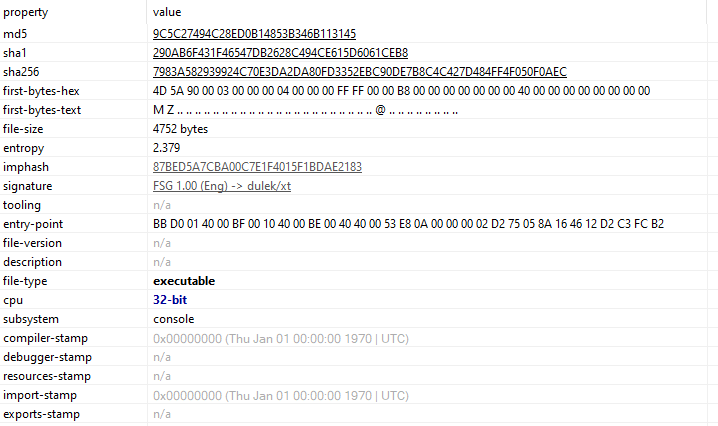 property value
md5 9C5C27494C28ED0B14853B346B113145
sha1 290AB6F431F46547DB2628C494CE615D6061CEB8
sha256 7983A582939924C70E3DA2DA80FD3352EBC90DE7B8C4C427D484FF4F050F0AEC
first-bytes-hex 4D 5A 90 00 03 00 00 00 04 00 00 00 FF FF 00 00 B8 00 00 00 00 00 00 00 40 00 00 00 00 00 00 00
first-bytes-text M Z .. .. .. .. .. .. .. .. .. .. .. .. .. .. .. .. .. .. .. .. .. .. @ .. .. .. .. .. .. ..
file-size 4752 bytes
entropy 2.379
imphash 87BED5A7CBA00C7E1F4015F1BDAE2183
signature FSG 1.00 (Eng) -> dulek/xt
tooling n/a
entry-point BB D0 01 40 00 BF 00 10 40 00 BE 00 40 40 00 53 E8 0A 00 00 00 02 D2 75 05 8A 16 46 12 D2 C3 FC B2
file-version n/a
description n/a
file-type executable
cpu 32-bit
subsystem console
compiler-stamp 0x00000000 (Thu Jan 01 00:00:00 1970 | UTC)
debugger-stamp n/a
resources-stamp n/a
import-stamp 0x00000000 (Thu Jan 01 00:00:00 1970 | UTC)
exports-stamp n/a